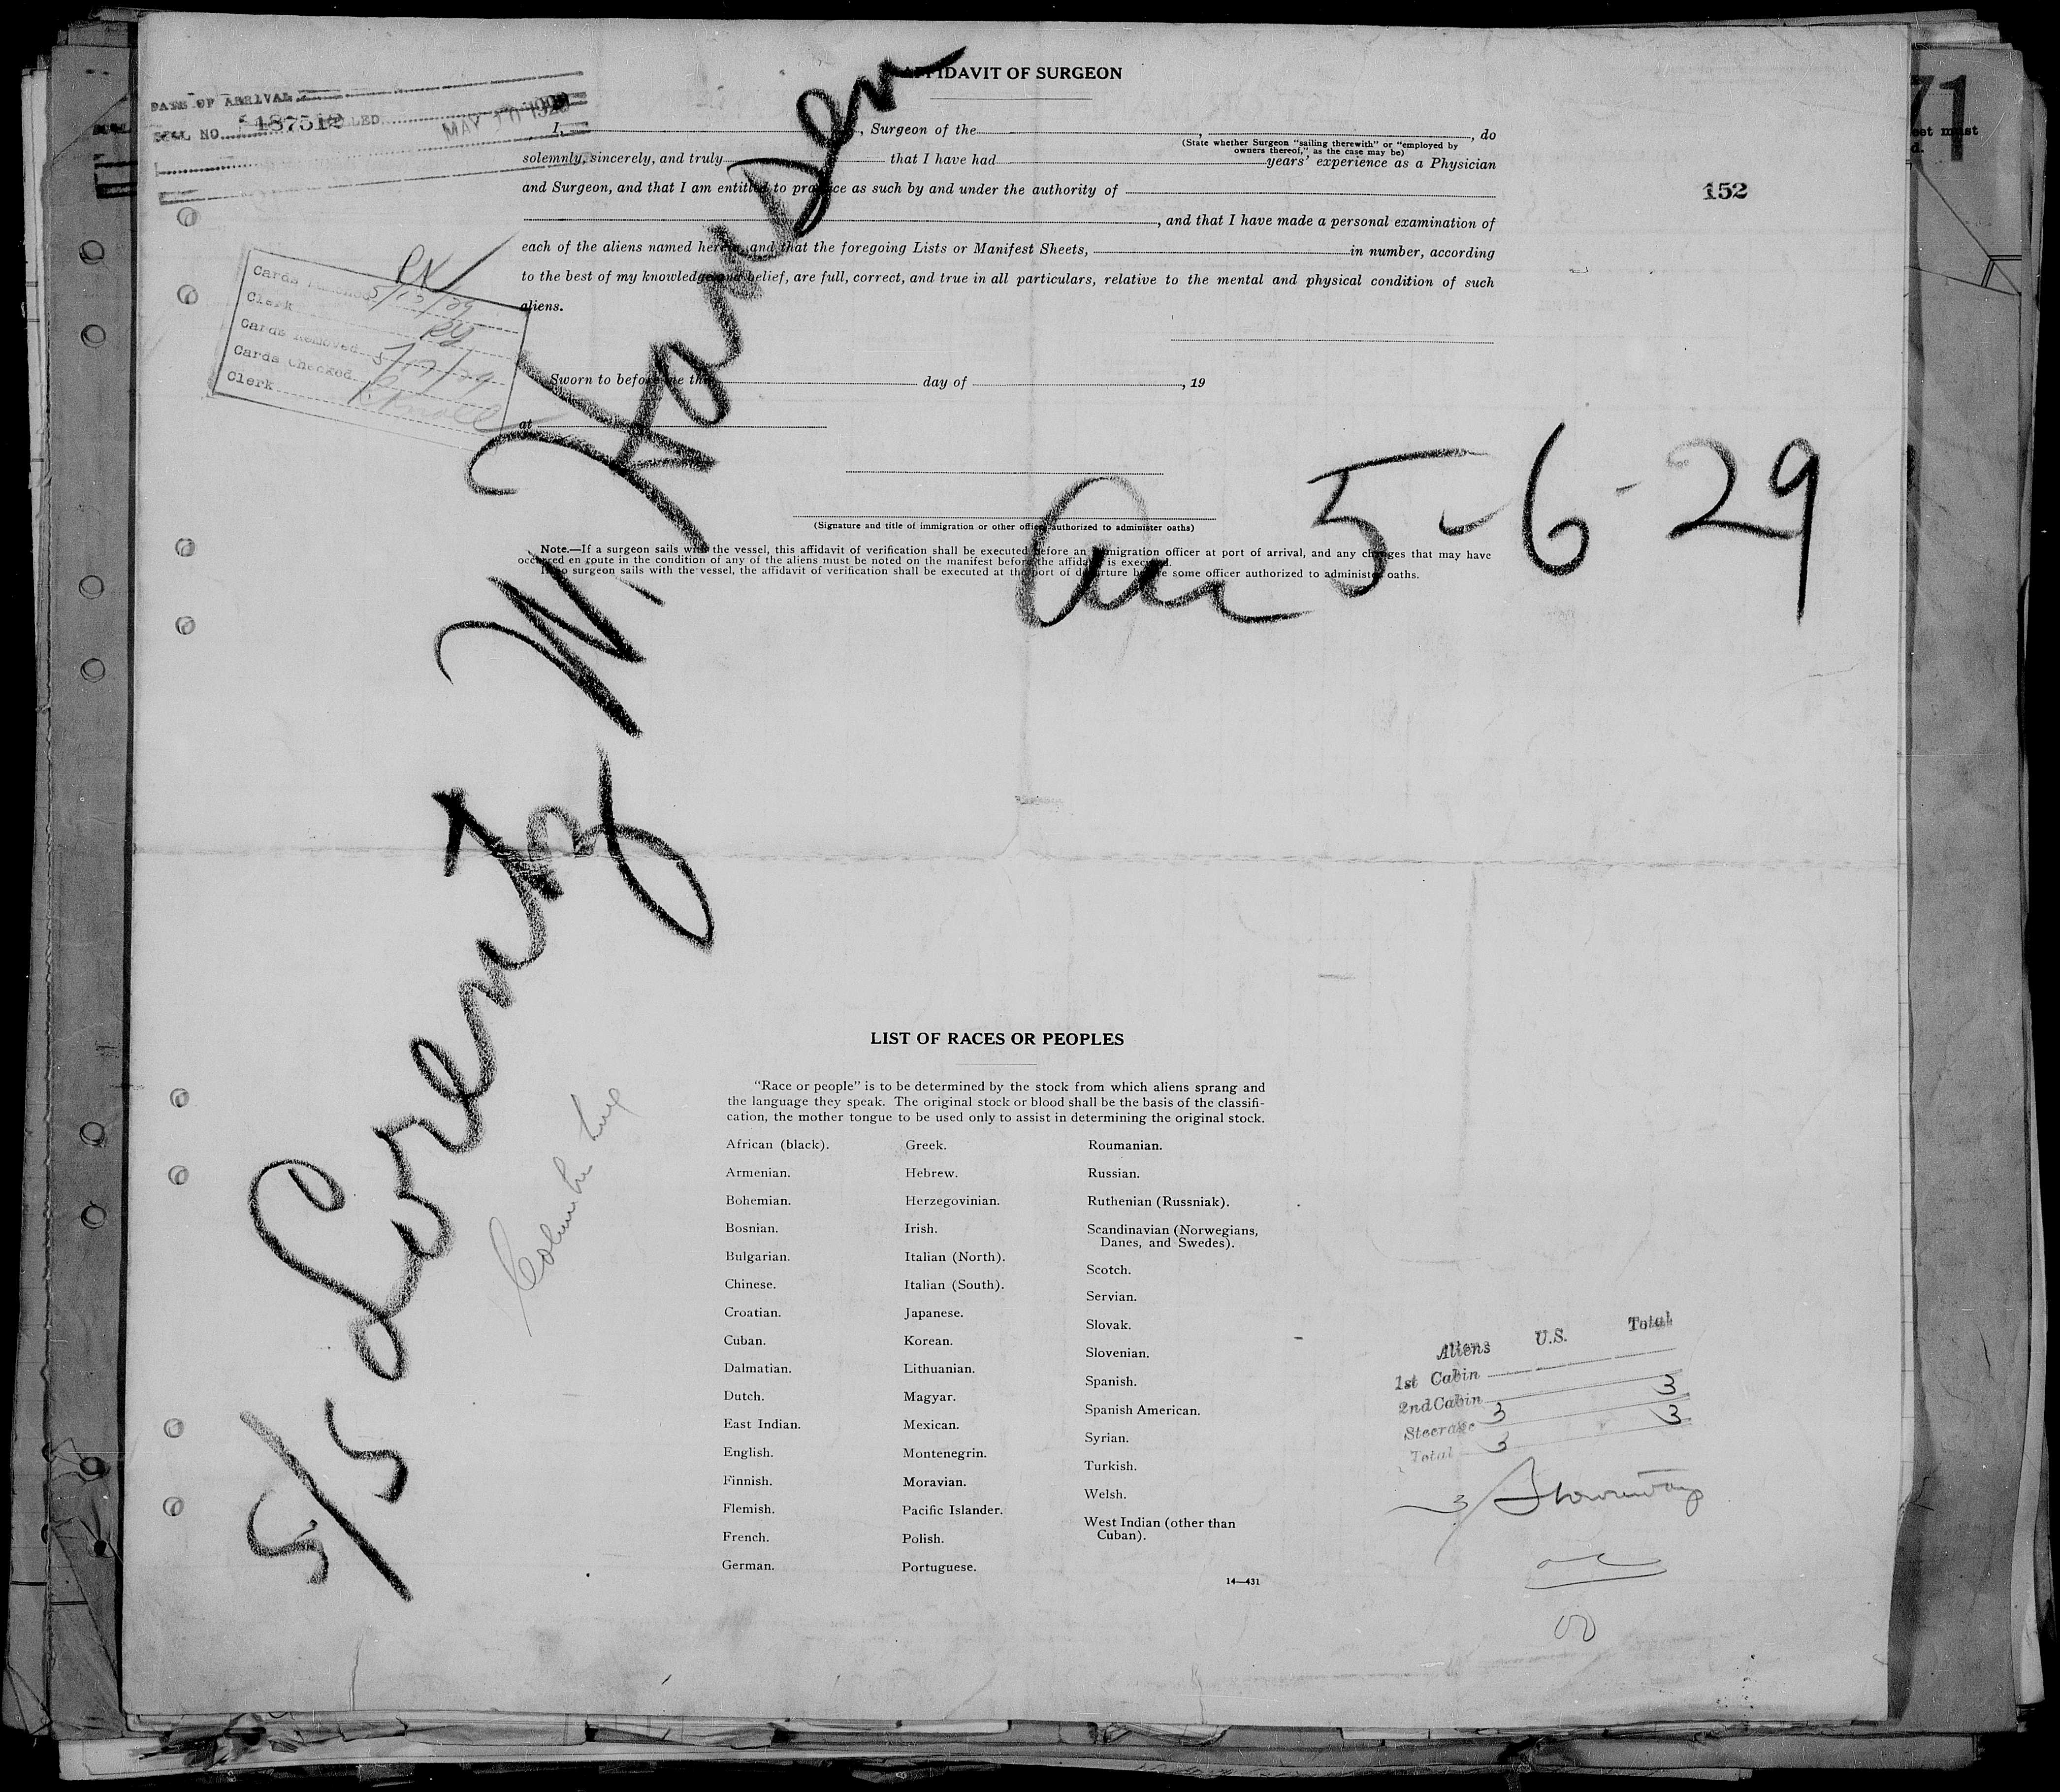 AFFIDAVIT OF SURGEON
DATE OF ARRIVAL
BILL NO. 187512
MAY 10 1929
I, , Surgeon of the , , do
(State whether Surgeon "sailing therewith" or "employed by
owners thereof," as the case may be)
solemnly, sincerely, and truly that I have had years' experience as a Physician
and Surgeon, and that I am entitled to practice as such by and under the authority of
152
, and that I have made a personal examination of
each of the aliens named herein and that the foregoing Lists or Manifest Sheets, in number, according
to the best of my knowledge and belief, are full, correct, and true in all particulars, relative to the mental and physical condition of such
aliens.
Cards 5/17/29
Clerk
Cards Removed 5/17/29
Cards Checked
Clerk
Sworn to before me this day of , 19
at
(Signature and title of immigration or other officer authorized to administer oaths)
Note.—If a surgeon sails with the vessel, this affidavit of verification shall be executed before an immigration officer at port of arrival, and any changes that may have
occurred en route in the condition of any of the aliens must be noted on the manifest before the affidavit is executed.
If no surgeon sails with the vessel, the affidavit of verification shall be executed at the port of departure before some officer authorized to administer oaths.
5-6-29
S/S Lorentz W. Hansen
LIST OF RACES OR PEOPLES
"Race or people" is to be determined by the stock from which aliens sprang and
the language they speak. The original stock or blood shall be the basis of the classifi-
cation, the mother tongue to be used only to assist in determining the original stock.
African (black).
Armenian.
Bohemian.
Bosnian.
Bulgarian.
Chinese.
Croatian.
Cuban.
Dalmatian.
Dutch.
East Indian.
English.
Finnish.
Flemish.
French.
German.
Greek.
Hebrew.
Herzegovinian.
Irish.
Italian (North).
Italian (South).
Japanese.
Korean.
Lithuanian.
Magyar.
Mexican.
Montenegrin.
Moravian.
Pacific Islander.
Polish.
Portuguese.
Roumanian.
Russian.
Ruthenian (Russniak).
Scandinavian (Norwegians,
Danes, and Swedes).
Scotch.
Servian.
Slovak.
Slovenian.
Spanish.
Spanish American.
Syrian.
Turkish.
Welsh.
West Indian (other than
Cuban).
14—431
Aliens U.S. Total
1st Cabin
2nd Cabin 3
Steerage 3 3
Total 3
3 Stowaways
71